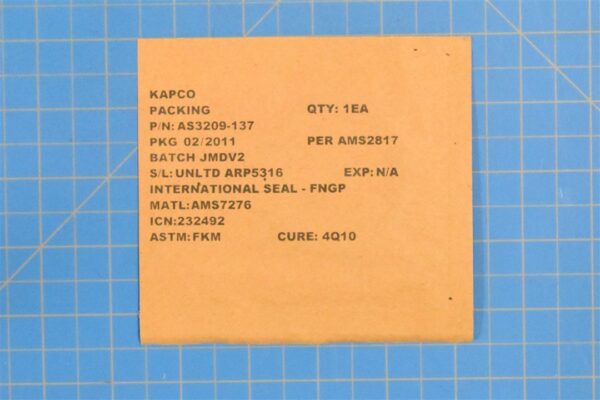 KAPCO
PACKING QTY: 1EA
P/N: AS3209-137
PKG 02/2011 PER AMS2817
BATCH JMDV2
S/L: UNLTD ARP5316 EXP: N/A
INTERNATIONAL SEAL - FNGP
MATL: AMS7276
ICN:232492
ASTM: FKM CURE: 4Q10